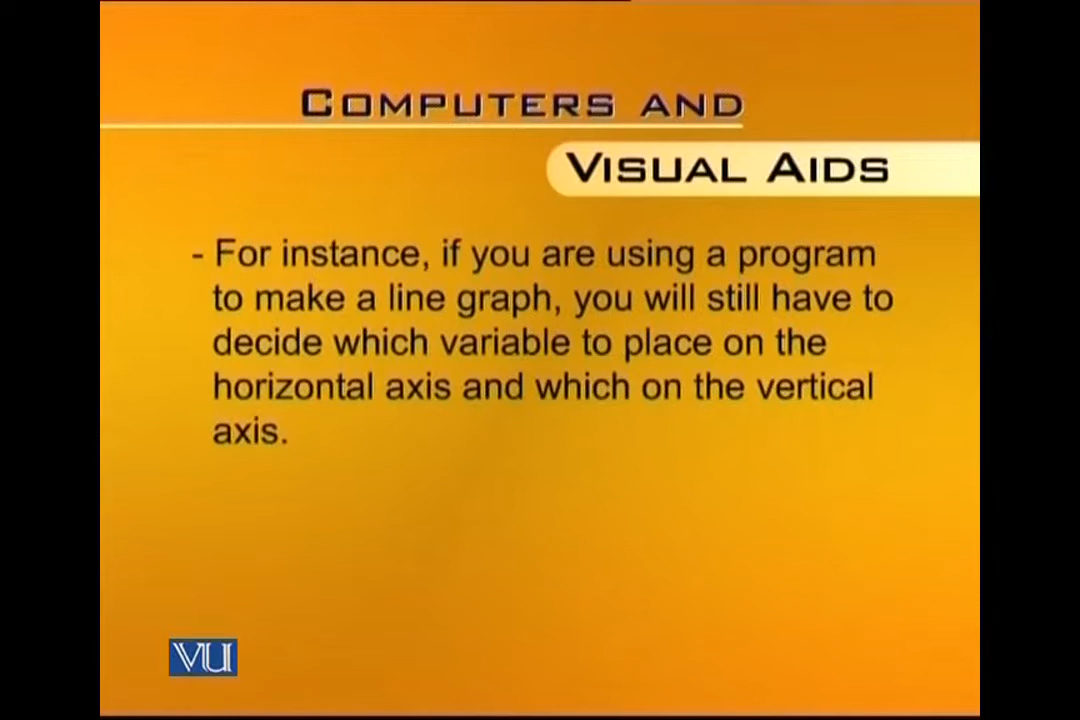 COMPUTERS AND
VISUAL AIDS
- For instance, if you are using a program
to make a line graph, you will still have to
decide which variable to place on the
horizontal axis and which on the vertical
axis.
VU